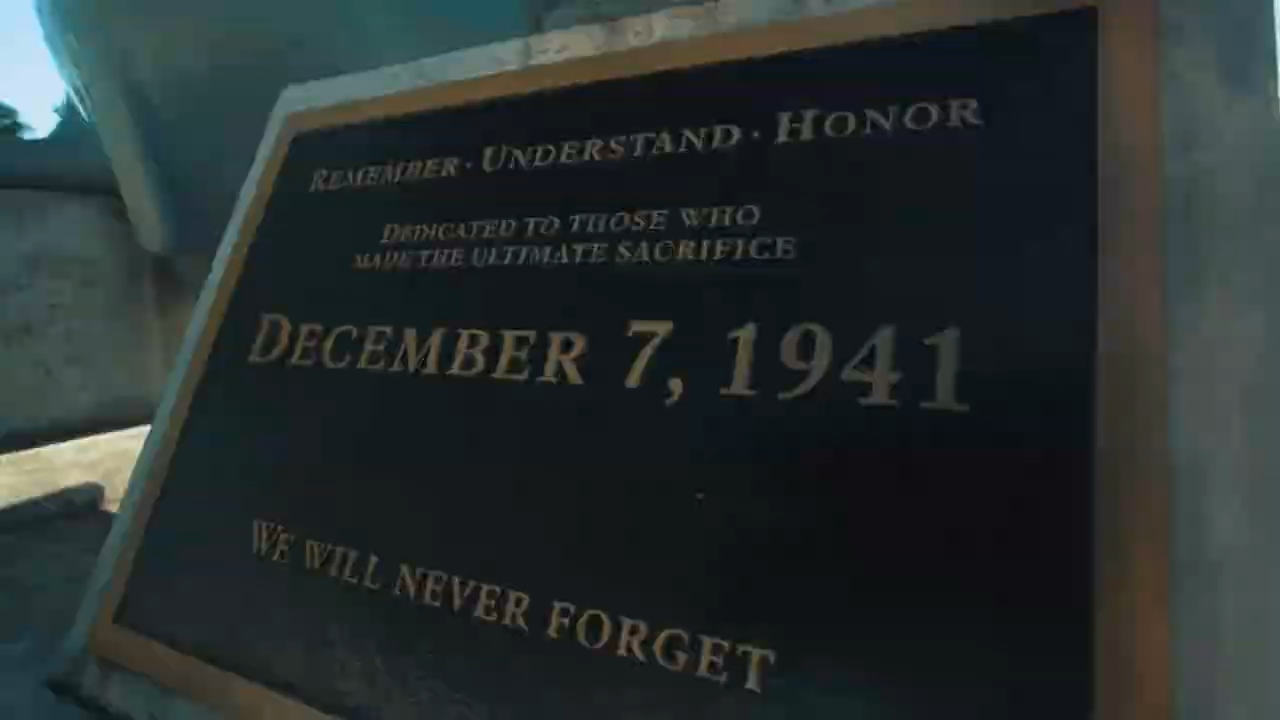 REMEMBER · UNDERSTAND · HONOR
DEDICATED TO THOSE WHO
MADE THE ULTIMATE SACRIFICE
DECEMBER 7, 1941
WE WILL NEVER FORGET